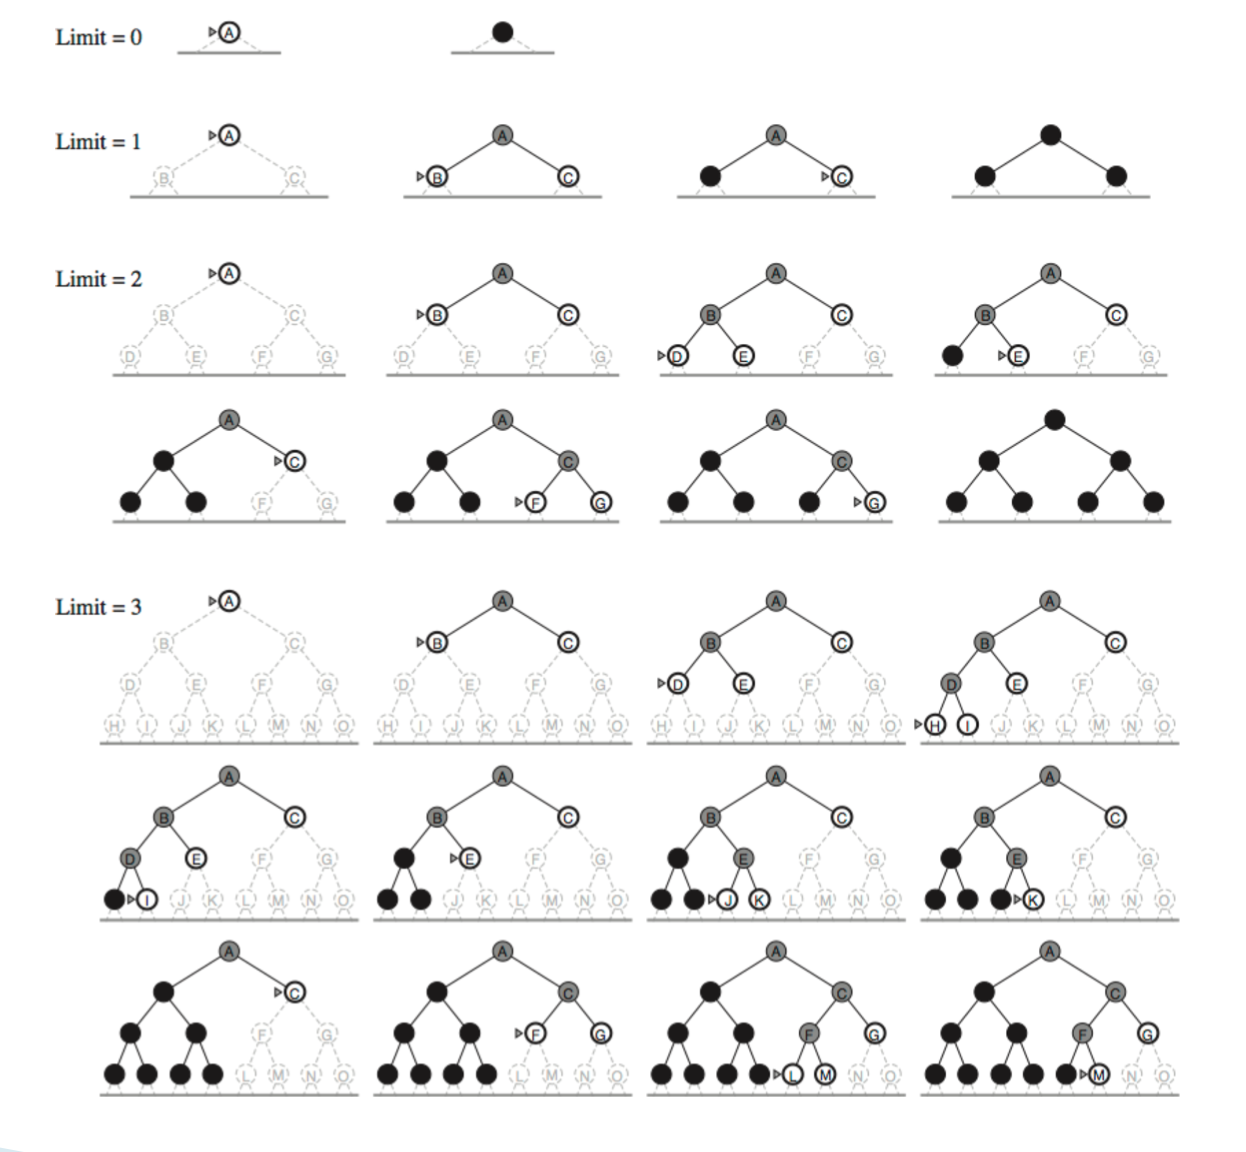 Limit = 0 A
Limit = 1 A A A
B C B C C
Limit = 2 A A A A
B C B C B C B C
D E F G D E F G D E F G E F G
A A A
C C C
F G F G G
Limit = 3 A A A A
B C B C B C B C
D E F G D E F G D E F G D E F G
H I J K L M N O H I J K L M N O H I J K L M N O H I J K L M N O
A A A A
B C B C B C B C
D E F G E F G E F G E F G
I J K L M N O J K L M N O J K L M N O K L M N O
A A A A
C C C C
F G F G F G F G
L M N O L M N O L M N O M N O